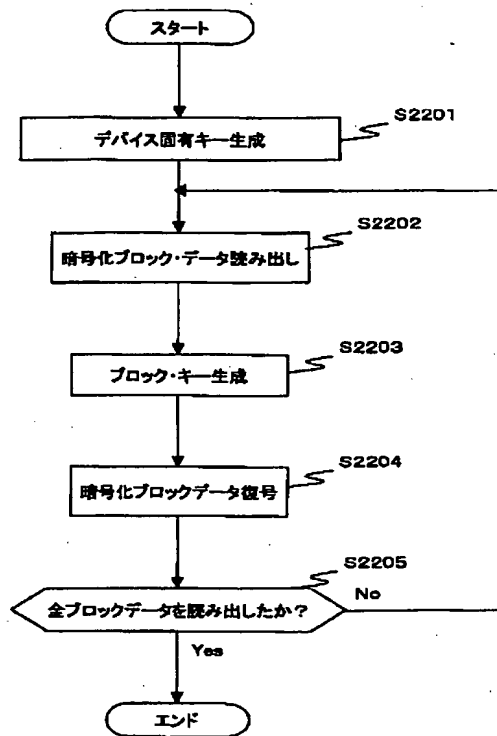 スタート
S2201
デバイス固有キー生成
S2202
暗号化ブロック・データ読み出し
S2203
ブロック・キー生成
S2204
暗号化ブロックデータ復号
S2205
全ブロックデータを読み出したか?
No
Yes
エンド